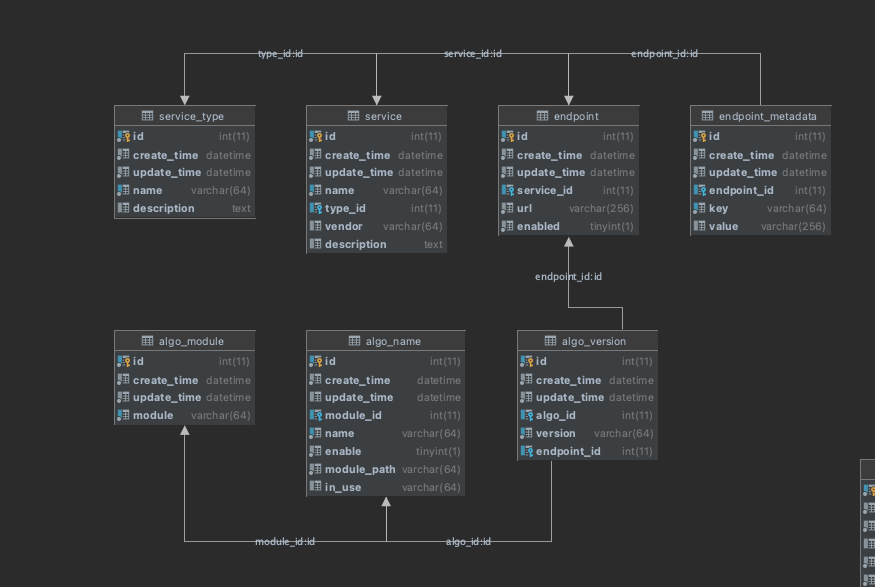 type_id:id service_id:id endpoint_id:id
service_type
id int(11)
create_time datetime
update_time datetime
name varchar(64)
description text
service
id int(11)
create_time datetime
update_time datetime
name varchar(64)
type_id int(11)
vendor varchar(64)
description text
endpoint
id int(11)
create_time datetime
update_time datetime
service_id int(11)
url varchar(256)
enabled tinyint(1)
endpoint_metadata
id int(11)
create_time datetime
update_time datetime
endpoint_id int(11)
key varchar(64)
value varchar(256)
endpoint_id:id
algo_module
id int(11)
create_time datetime
update_time datetime
module varchar(64)
algo_name
id int(11)
create_time datetime
update_time datetime
module_id int(11)
name varchar(64)
enable tinyint(1)
module_path varchar(64)
in_use varchar(64)
algo_version
id int(11)
create_time datetime
update_time datetime
algo_id int(11)
version varchar(64)
endpoint_id int(11)
module_id:id algo_id:id